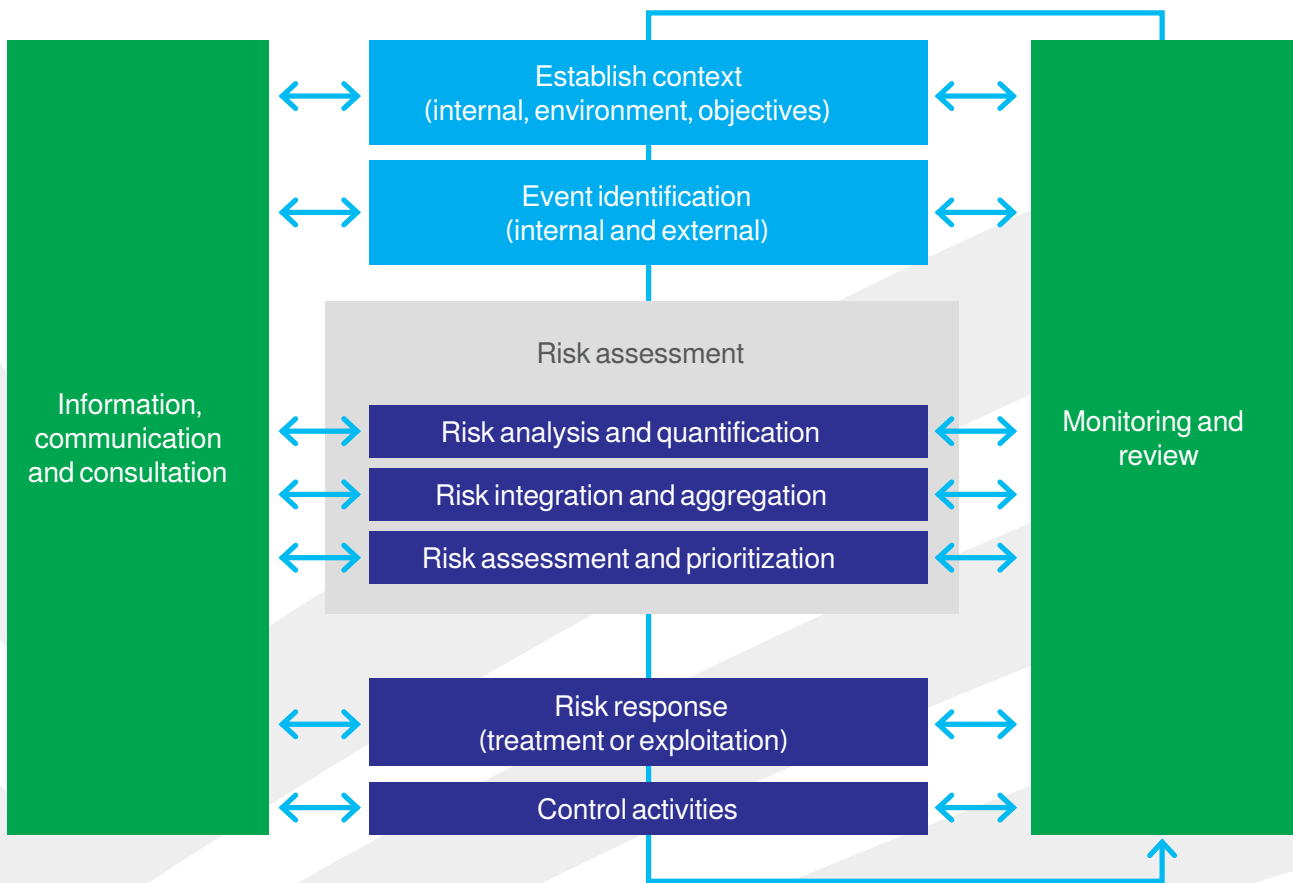 Establish context
(internal, environment, objectives)
Event identification
(internal and external)
Risk assessment
Information,
communication
and consultation
Risk analysis and quantification
Risk integration and aggregation
Risk assessment and prioritization
Monitoring and
review
Risk response
(treatment or exploitation)
Control activities